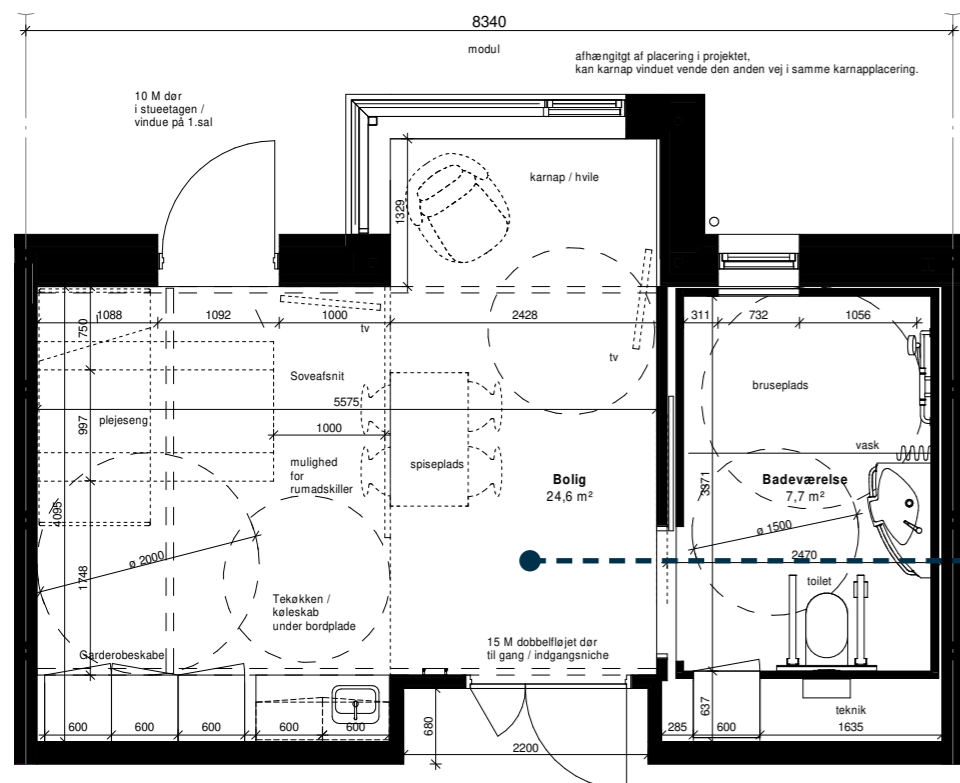 8340
modul
afhængigt af placering i projektet,
kan karnap vinduet vende den anden vej i samme karnapplacering.
10 M dør
i stueetagen /
vindue på 1.sal
karnap / hvile
1329
1088
1092
1000
2428
311
732
1056
750
tv
tv
Soveafsnit
bruseplads
5575
plejeseng
997
1000
mulighed
for
rumadskiller
spiseplads
vask
Bolig
24,6 m²
Badeværelse
7,7 m²
3371
4095
ø 1500
ø 2000
2470
1748
toilet
Tekøkken /
køleskab
under bordplade
15 M dobbelfløjet dør
til gang / indgangsniche
Garderobeskabe
teknik
637
600
600
600
600
600
680
2200
285
600
1635